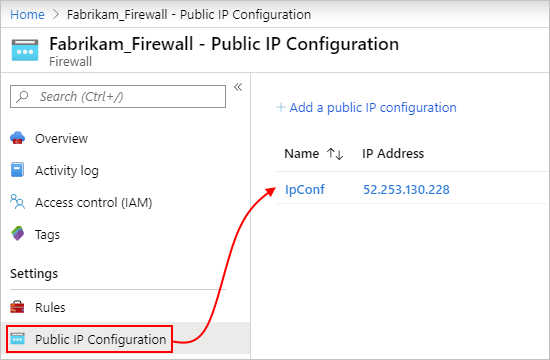 Home > Fabrikam_Firewall - Public IP Configuration
Fabrikam_Firewall - Public IP Configuration
Firewall
Search (Ctrl+/)
«
Overview
Activity log
Access control (IAM)
Tags
Settings
Rules
Public IP Configuration
+ Add a public IP configuration
Name ↑↓ IP Address
IpConf 52.253.130.228